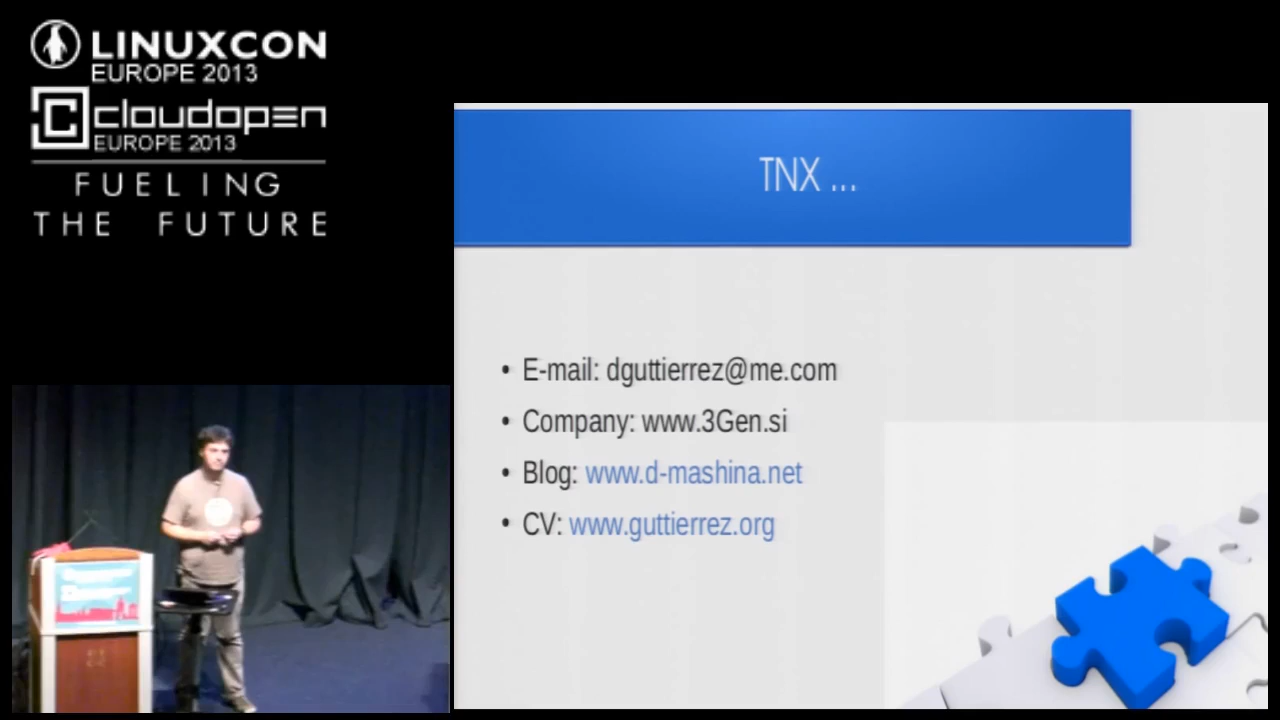 LINUXCON
EUROPE 2013
cloudopen
EUROPE 2013
FUELING
THE FUTURE
TNX ...
• E-mail: dguttierrez@me.com
• Company: www.3Gen.si
• Blog: www.d-mashina.net
• CV: www.guttierrez.org